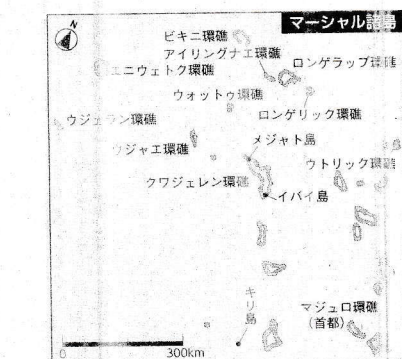 マーシャル諸島
N
ビキニ環礁
アイリングナエ環礁
エニウェトク環礁
ロンゲラップ環礁
ウォットゥ環礁
ロンゲリック環礁
ウジェラン環礁
メジャト島
ウジャエ環礁
ウトリック環礁
クワジェレン環礁
イバイ島
キリ島
マジュロ環礁
(首都)
0
300km